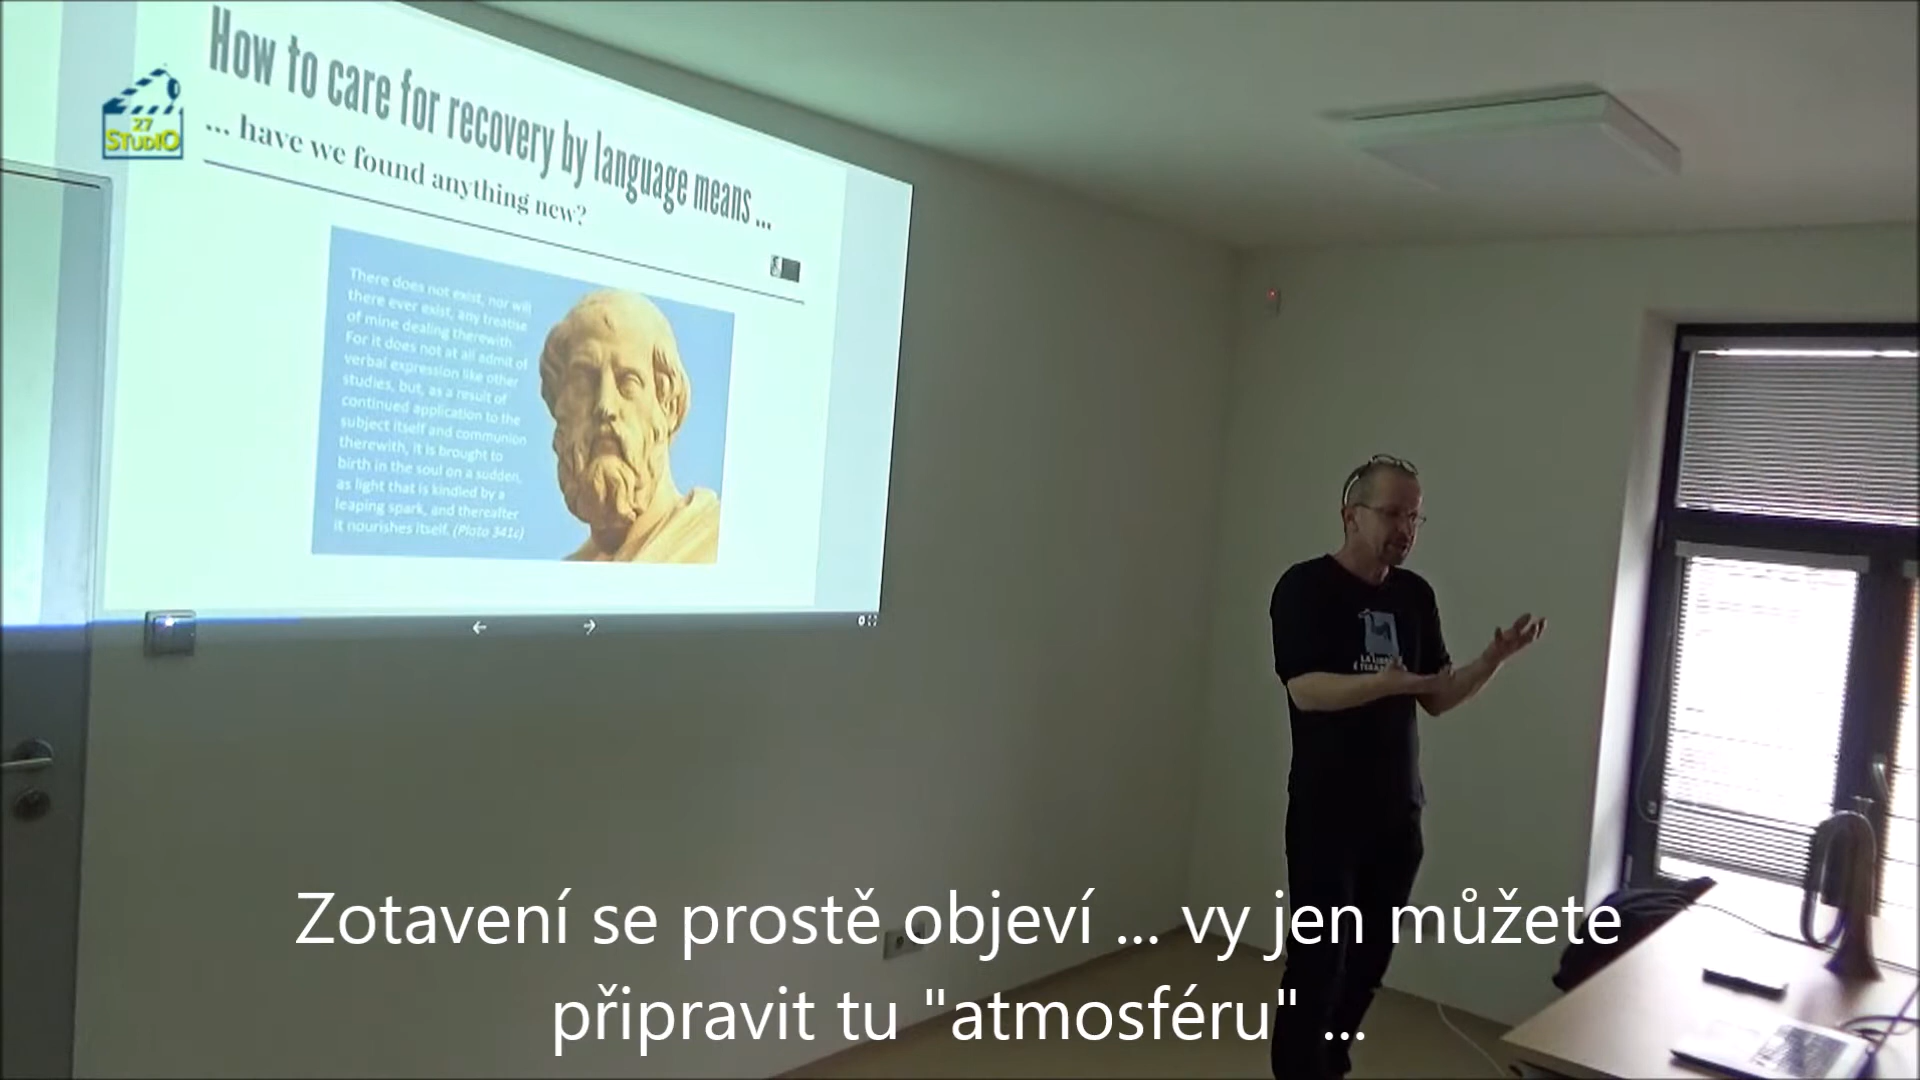 How to care for recovery by language means ...
... have we found anything new?
27
STUDIO
There does not exist, nor will
there ever exist, any treatise
of mine dealing therewith.
For it does not at all admit of
verbal expression like other
studies, but, as a result of
continued application to the
subject itself and communion
therewith, it is brought to
birth in the soul on a sudden,
as light that is kindled by a
leaping spark, and thereafter
it nourishes itself. (Plato 341c)
LA
È
Zotavení se prostě objeví ... vy jen můžete
připravit tu "atmosféru" ...